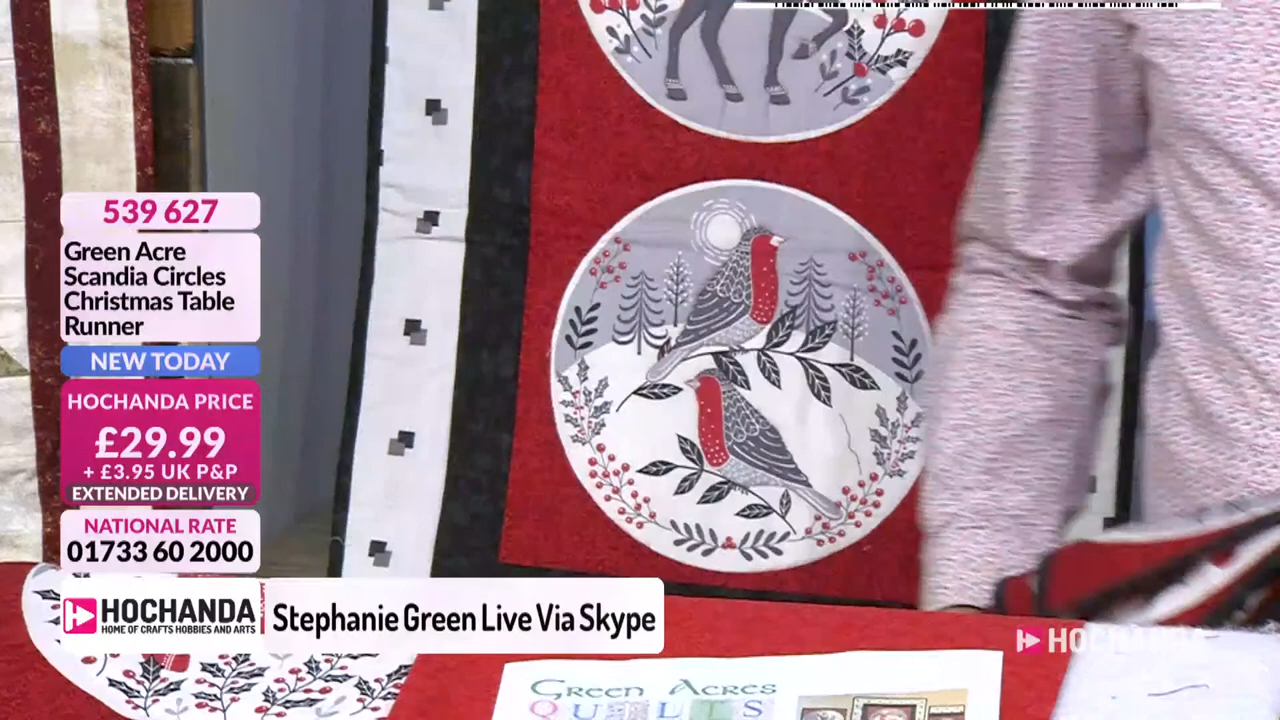 539 627
Green Acre
Scandia Circles
Christmas Table
Runner
NEW TODAY
HOCHANDA PRICE
£29.99
+ £3.95 UK P&P
EXTENDED DELIVERY
NATIONAL RATE
01733 60 2000
HOCHANDA
HOME OF CRAFTS HOBBIES AND ARTS
Stephanie Green Live Via Skype
HOCHANDA
Green Acres
QUILTS